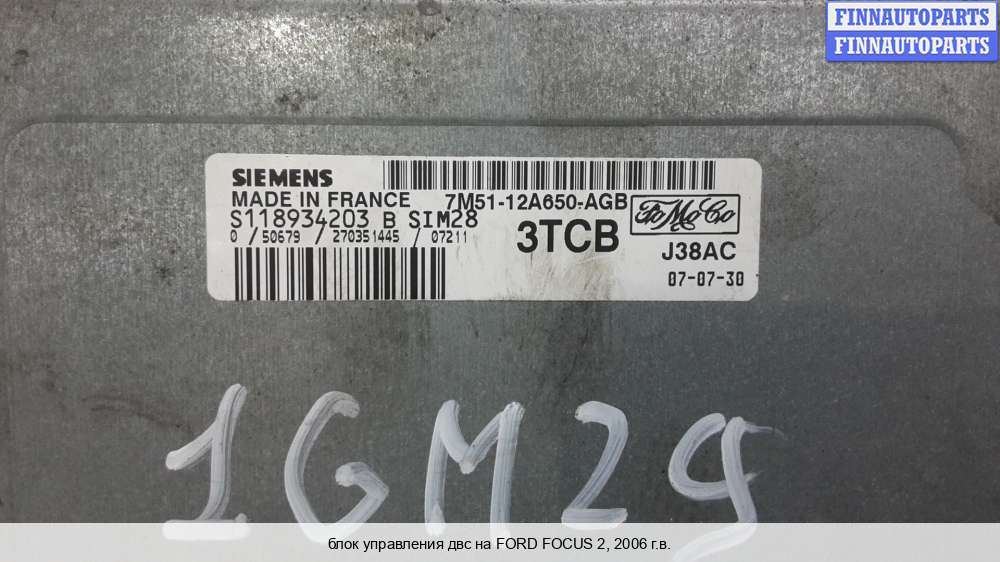 FINNAUTOPARTS
FINNAUTOPARTS
SIEMENS
MADE IN FRANCE 7M51-12A650-AGB
S118934203 B SIM28
0 / 50679 / 270351445 / 07211
3TCB
FoMoCo
J38AC
07-07-30
1GM29
блок управления двс на FORD FOCUS 2, 2006 г.в.